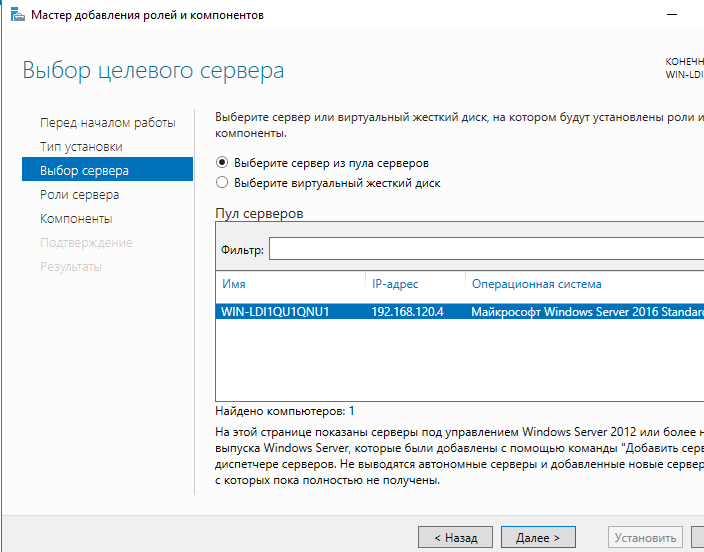 Мастер добавления ролей и компонентов
Выбор целевого сервера
WIN-LDI
Перед началом работы
Тип установки
Выбор сервера
Роли сервера
Компоненты
Подтверждение
Результаты
Выберите сервер или виртуальный жесткий диск, на котором будут установлены роли и
компоненты.
Выберите сервер из пула серверов
Выберите виртуальный жесткий диск
Пул серверов
Фильтр:
Имя IP-адрес Операционная система
WIN-LDI1QU1QNU1 192.168.120.4 Майкрософт Windows Server 2016 Standard
Найдено компьютеров: 1
На этой странице показаны серверы под управлением Windows Server 2012 или более
выпуска Windows Server, которые были добавлены с помощью команды "Добавить
диспетчере серверов. Не выводятся автономные серверы и добавленные новые
с которых пока полностью не получены.
< Назад
Далее >
Установить